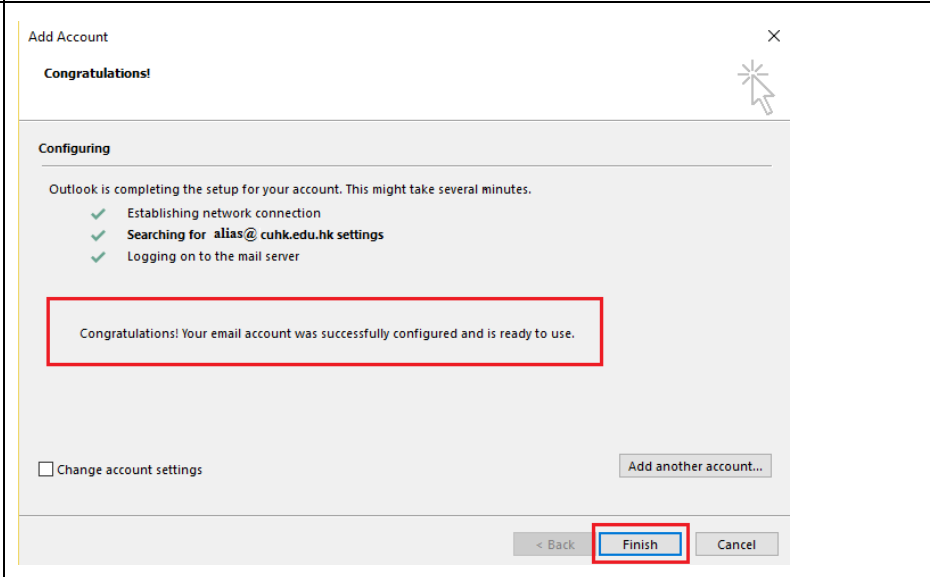 Add Account
Congratulations!
Configuring
Outlook is completing the setup for your account. This might take several minutes.
Establishing network connection
Searching for alias@ cuhk.edu.hk settings
Logging on to the mail server
Congratulations! Your email account was successfully configured and is ready to use.
Change account settings
Add another account...
< Back Finish Cancel